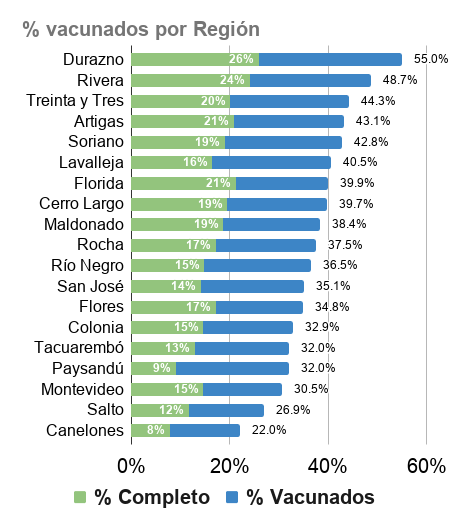 % vacunados por Región
Durazno 26% 55.0%
Rivera 24% 48.7%
Treinta y Tres 20% 44.3%
Artigas 21% 43.1%
Soriano 19% 42.8%
Lavalleja 16% 40.5%
Florida 21% 39.9%
Cerro Largo 19% 39.7%
Maldonado 19% 38.4%
Rocha 17% 37.5%
Río Negro 15% 36.5%
San José 14% 35.1%
Flores 17% 34.8%
Colonia 15% 32.9%
Tacuarembó 13% 32.0%
Paysandú 9% 32.0%
Montevideo 15% 30.5%
Salto 12% 26.9%
Canelones 8% 22.0%
0% 20% 40% 60%
% Completo % Vacunados